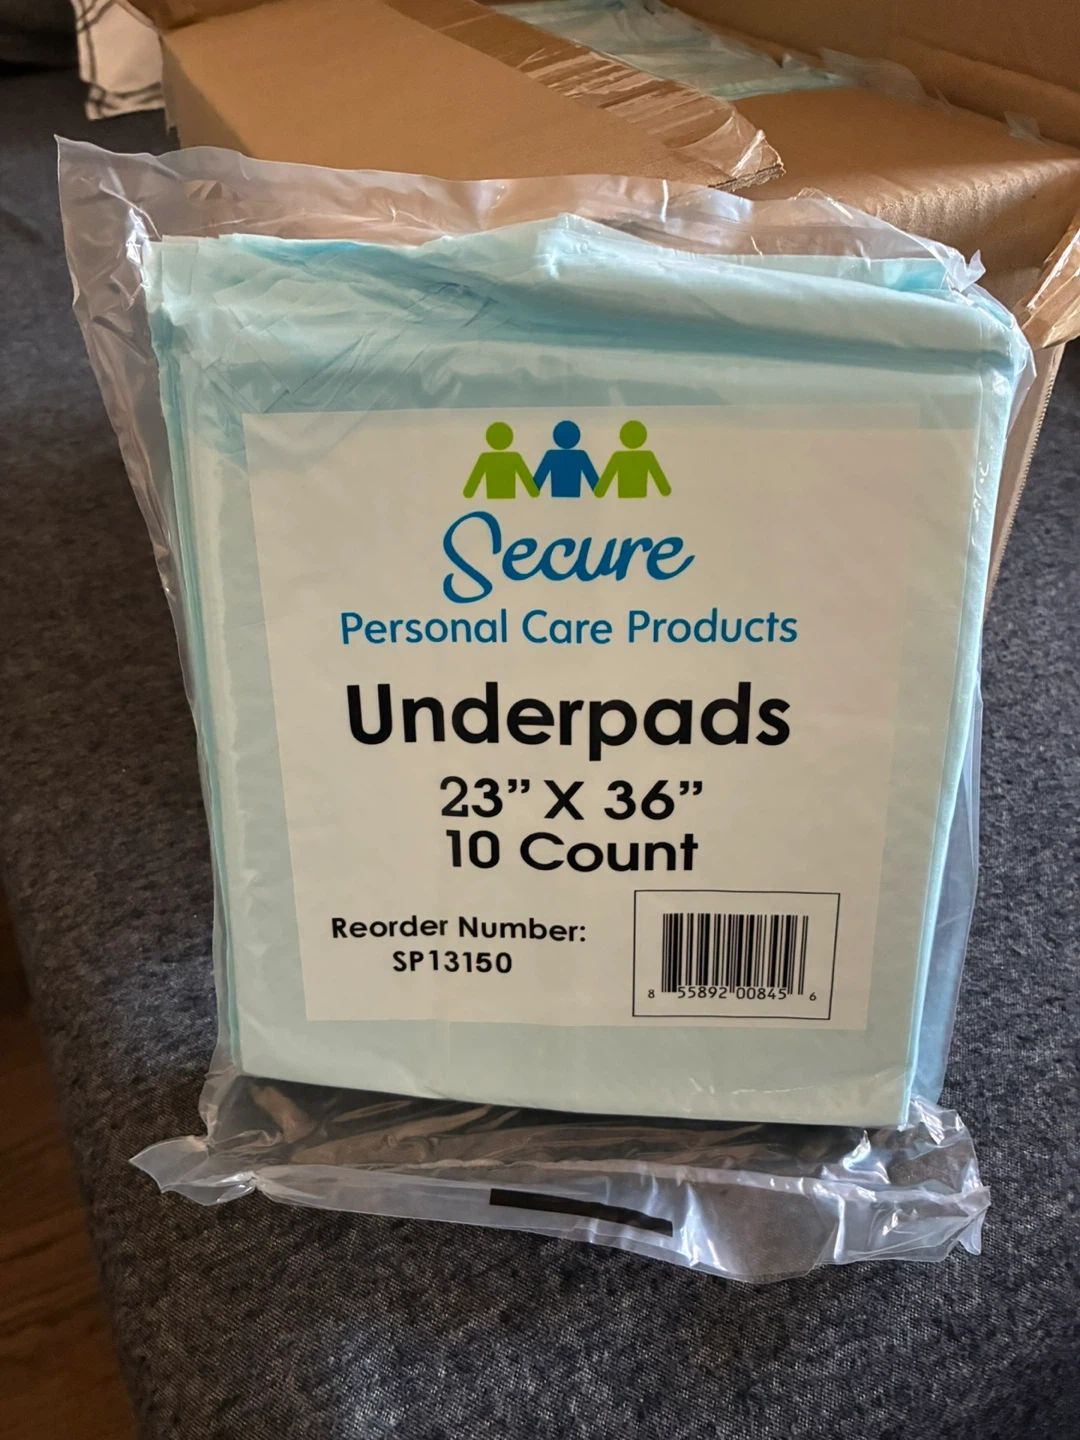 Secure
Personal Care Products
Underpads
23” X 36”
10 Count
Reorder Number:
SP13150
8 55892 00845 6